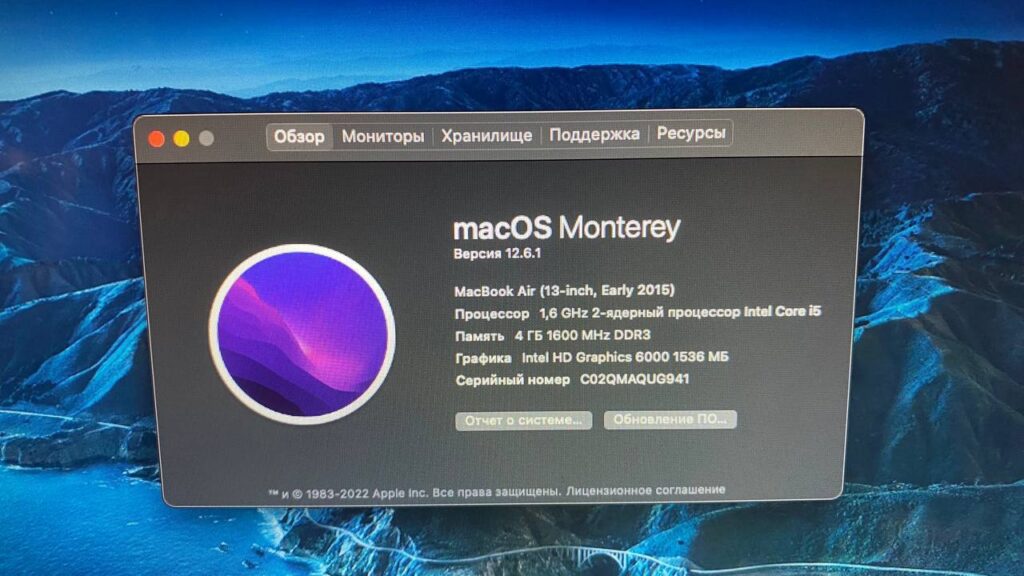 Обзор Мониторы Хранилище Поддержка Ресурсы
macOS Monterey
Версия 12.6.1
MacBook Air (13-inch, Early 2015)
Процессор 1,6 GHz 2-ядерный процессор Intel Core i5
Память 4 ГБ 1600 MHz DDR3
Графика Intel HD Graphics 6000 1536 МБ
Серийный номер C02QMAQUG941
Отчет о системе... Обновление ПО...
™ и © 1983-2022 Apple Inc. Все права защищены. Лицензионное соглашение